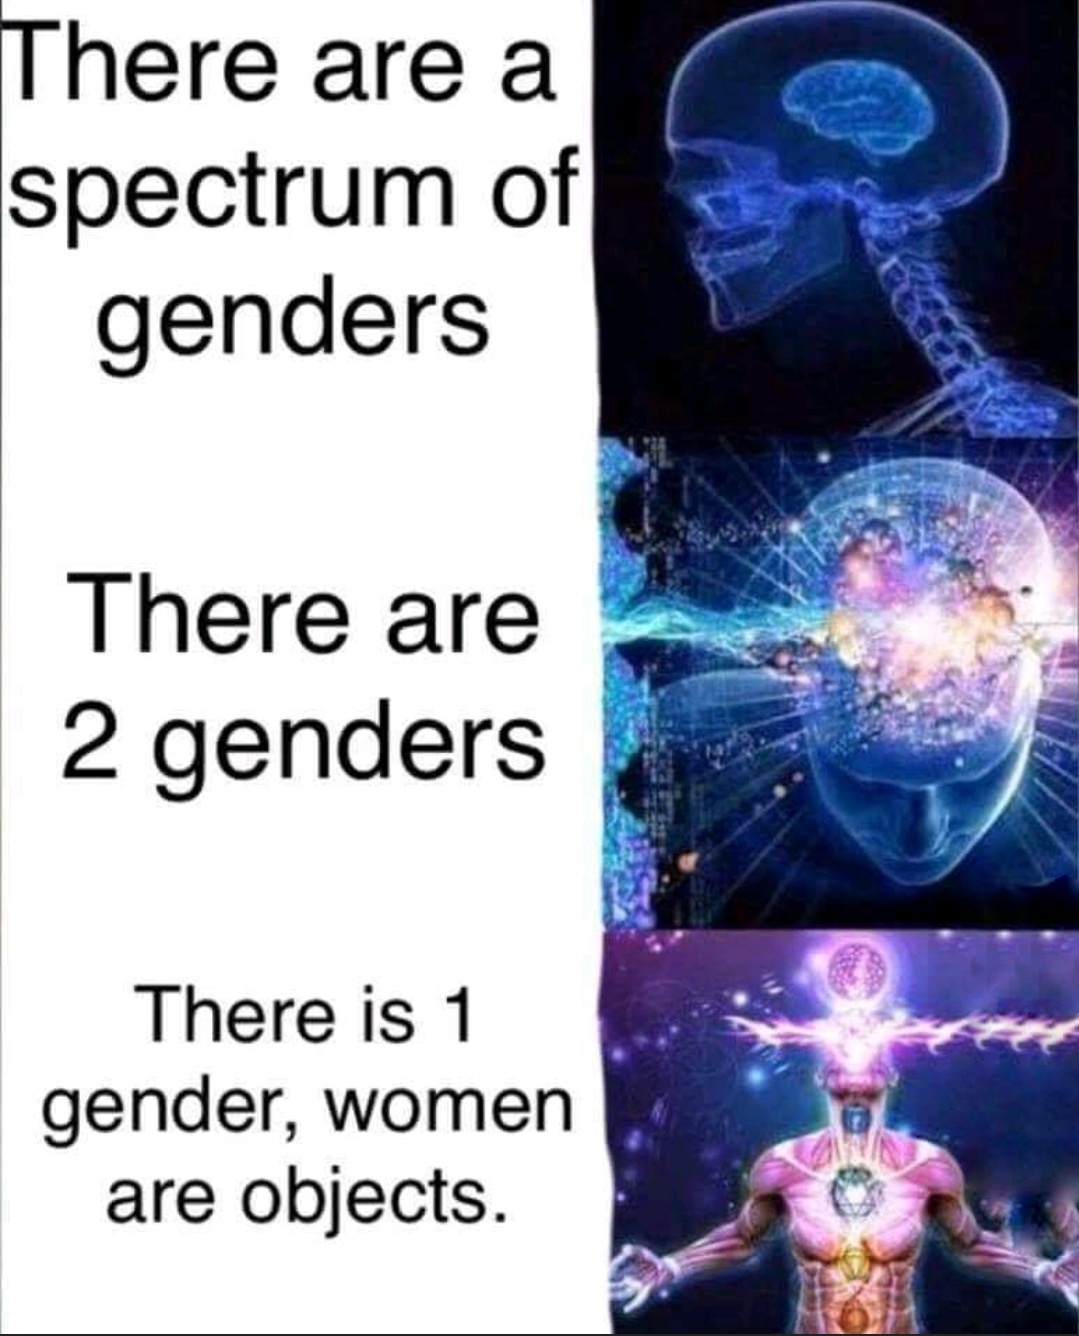 There are a
spectrum of
genders
There are
2 genders
There is 1
gender, women
are objects.